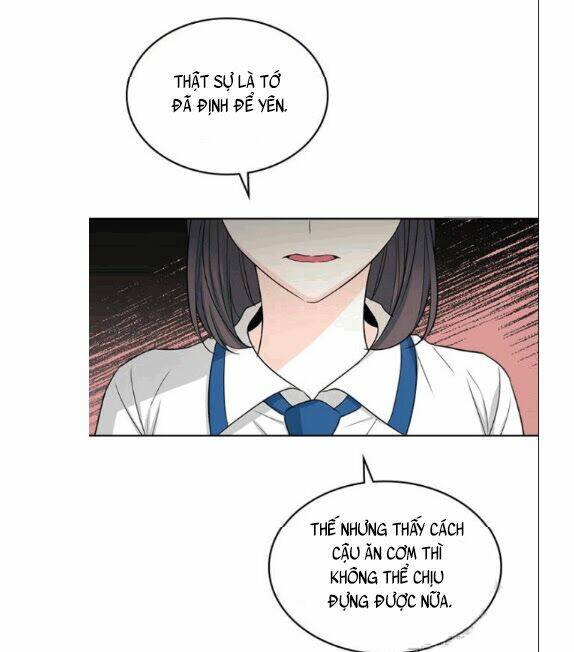 THẬT SỰ LÀ TỚ
ĐÃ ĐỊNH ĐỂ YÊN.
THẾ NHƯNG THẤY CÁCH
CẬU ĂN CƠM THÌ
KHÔNG THỂ CHỊU
ĐỰNG ĐƯỢC NỮA.